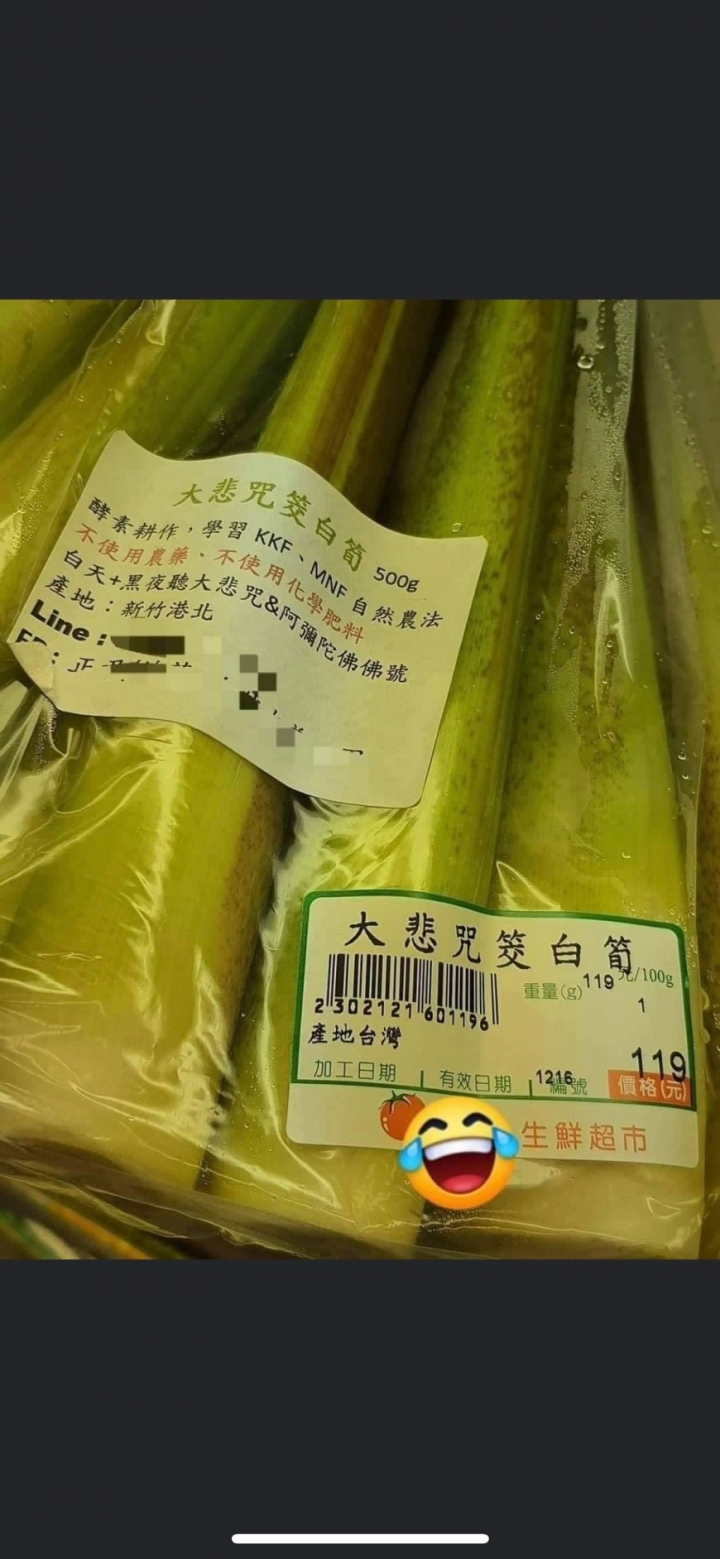 大悲咒筊白筍 500g
酵素耕作，學習 KKF、MNF 自然農法
不使用農藥、不使用化學肥料
白天+黑夜聽大悲咒&阿彌陀佛佛號
產地：新竹港北
Line：
大悲咒筊白筍
119 元/100g
重量(g) 1
2302121601196
產地台灣
119
加工日期 有效日期 1216 編號 價格(元)
生鮮超市